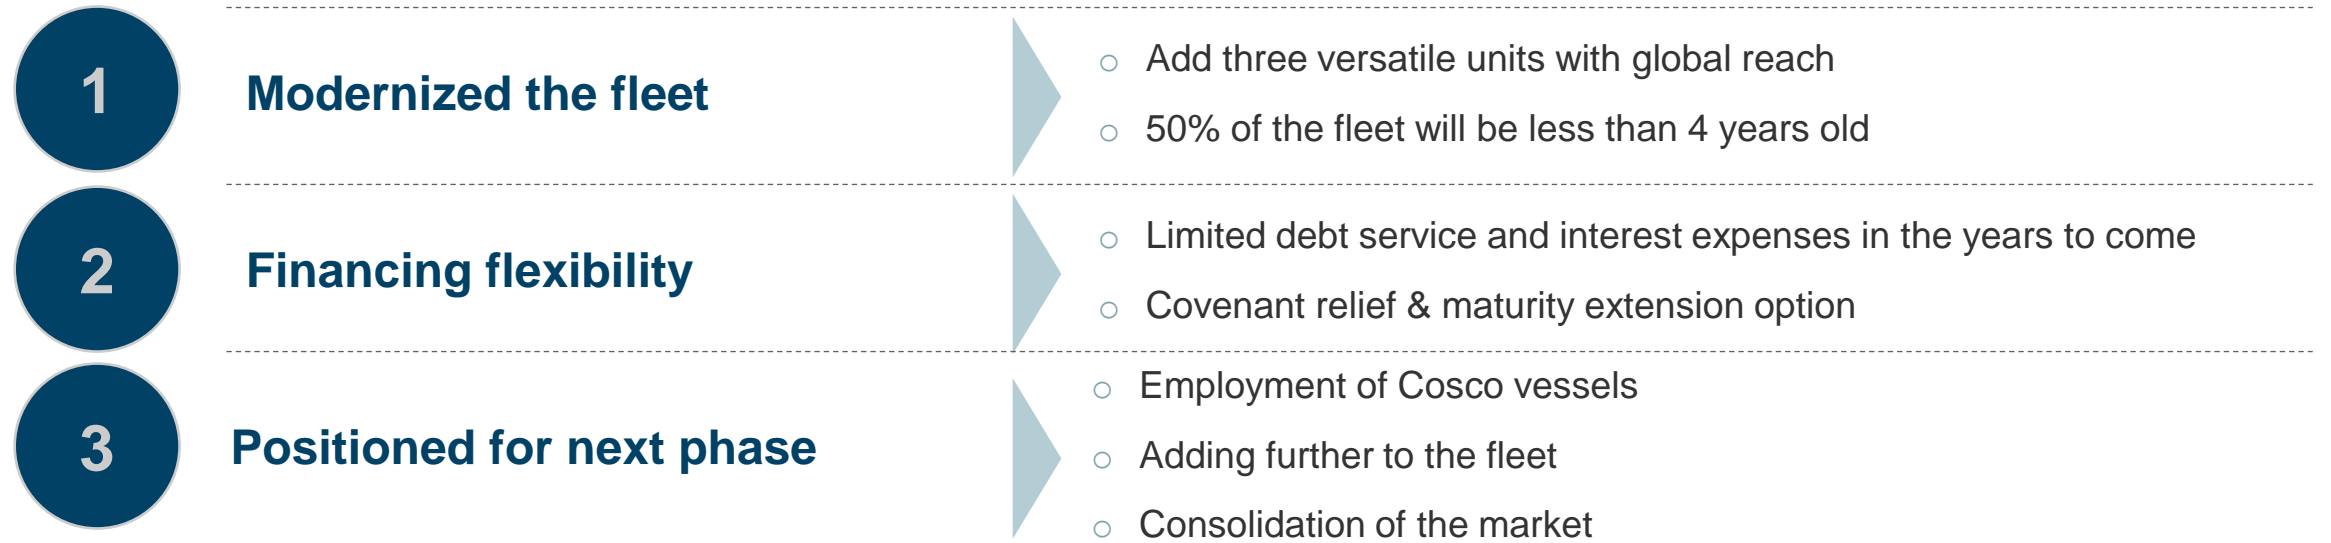 1
Modernized the fleet
o Add three versatile units with global reach
o 50% of the fleet will be less than 4 years old
2
Financing flexibility
o Limited debt service and interest expenses in the years to come
o Covenant relief & maturity extension option
3
Positioned for next phase
o Employment of Cosco vessels
o Adding further to the fleet
o Consolidation of the market